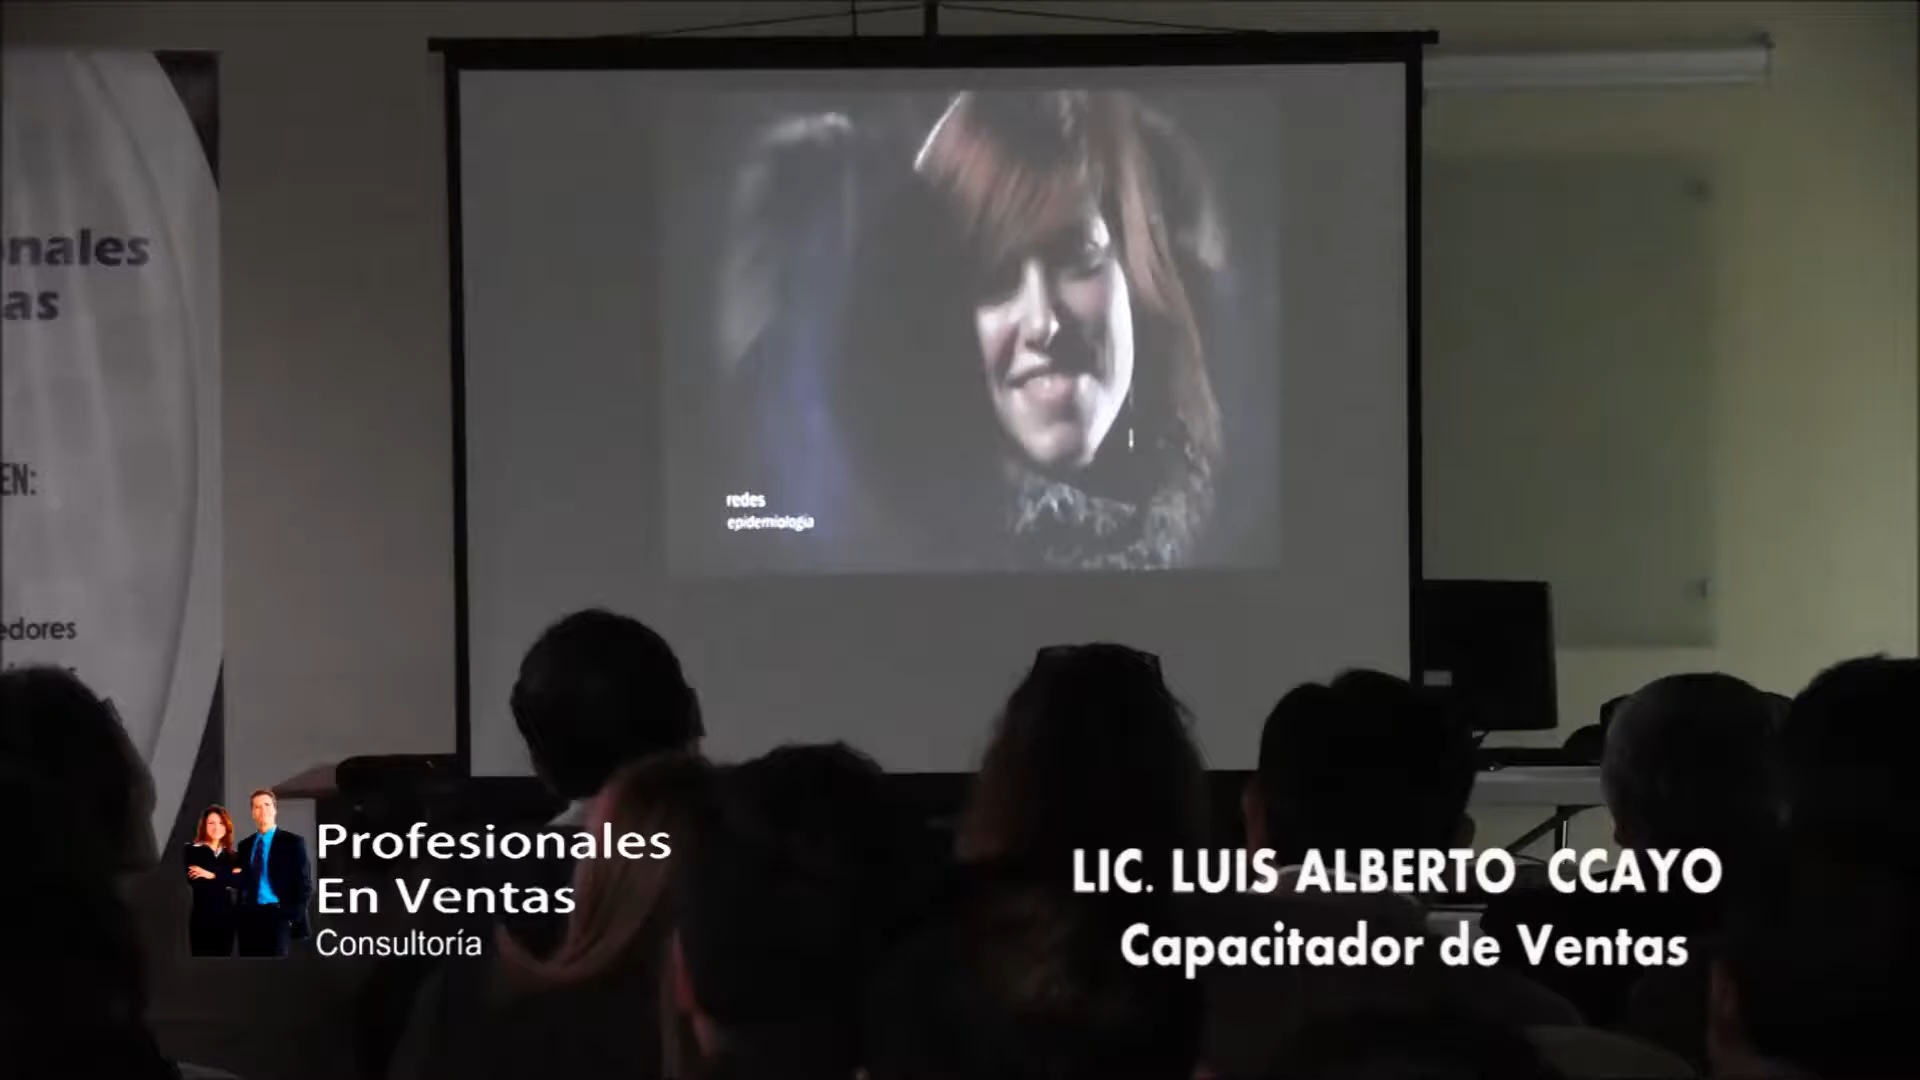 nales
as
EN:
edores
redes
epidemiologia
Profesionales
En Ventas
Consultoría
LIC. LUIS ALBERTO CCAYO
Capacitador de Ventas